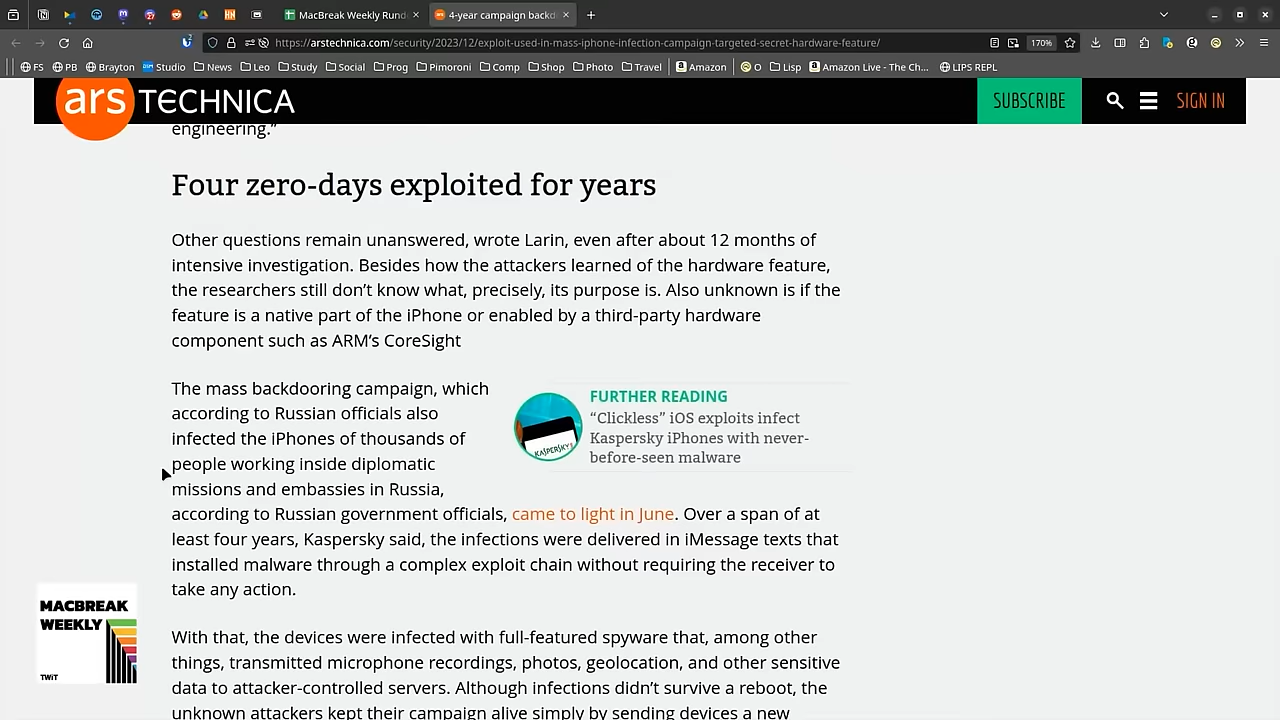 MacBreak Weekly Rund
4-year campaign backd
https://arstechnica.com/security/2023/12/exploit-used-in-mass-iphone-infection-campaign-targeted-secret-hardware-feature/
170%
FS PB Brayton Studio News Leo Study Social Prog Pimoroni Comp Shop Photo Travel Amazon O Lisp Amazon Live - The Ch... LIPS REPL
ars TECHNICA
SUBSCRIBE
SIGN IN
engineering.”
Four zero-days exploited for years
Other questions remain unanswered, wrote Larin, even after about 12 months of
intensive investigation. Besides how the attackers learned of the hardware feature,
the researchers still don’t know what, precisely, its purpose is. Also unknown is if the
feature is a native part of the iPhone or enabled by a third-party hardware
component such as ARM’s CoreSight
The mass backdooring campaign, which
according to Russian officials also
infected the iPhones of thousands of
people working inside diplomatic
missions and embassies in Russia,
according to Russian government officials, came to light in June. Over a span of at
least four years, Kaspersky said, the infections were delivered in iMessage texts that
installed malware through a complex exploit chain without requiring the receiver to
take any action.
FURTHER READING
“Clickless” iOS exploits infect
Kaspersky iPhones with never-
before-seen malware
KASPERSKY
With that, the devices were infected with full-featured spyware that, among other
things, transmitted microphone recordings, photos, geolocation, and other sensitive
data to attacker-controlled servers. Although infections didn’t survive a reboot, the
unknown attackers kept their campaign alive simply by sending devices a new
MACBREAK
WEEKLY
TWiT